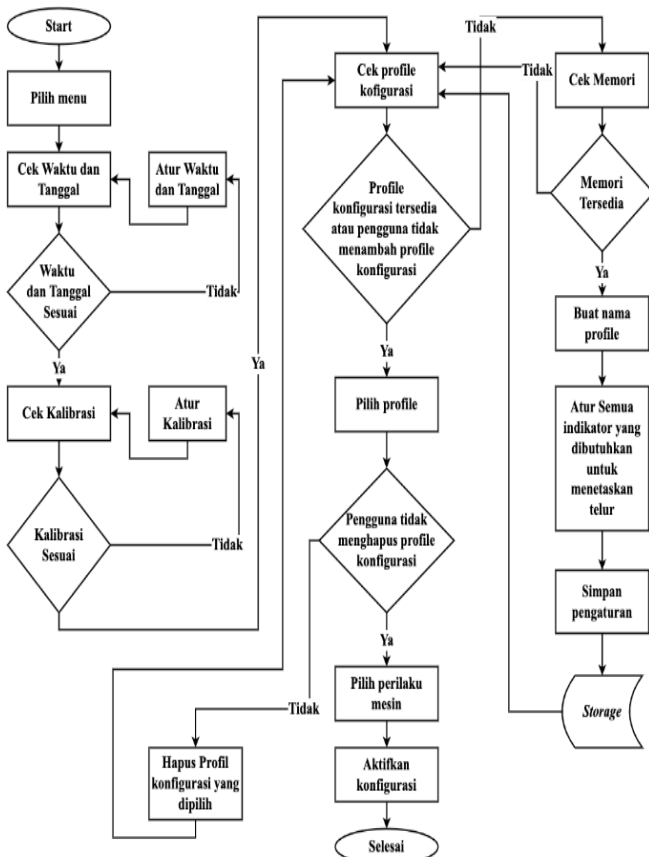 Start
Pilih menu
Cek Waktu dan
Tanggal
Atur Waktu
dan Tanggal
Waktu
dan Tanggal
Sesuai
Tidak
Ya
Cek Kalibrasi
Atur
Kalibrasi
Kalibrasi
Sesuai
Tidak
Ya
Cek profile
kofigurasi
Profile
konfigurasi tersedia
atau pengguna tidak
menambah profile
konfigurasi
Tidak
Ya
Pilih profile
Pengguna tidak
menghapus profile
konfigurasi
Tidak
Hapus Profil
konfigurasi yang
dipilih
Ya
Pilih perilaku
mesin
Aktifkan
konfigurasi
Selesai
Cek Memori
Tidak
Memori
Tersedia
Ya
Buat nama
profile
Atur Semua
indikator yang
dibutuhkan
untuk
menetaskan
telur
Simpan
pengaturan
Storage